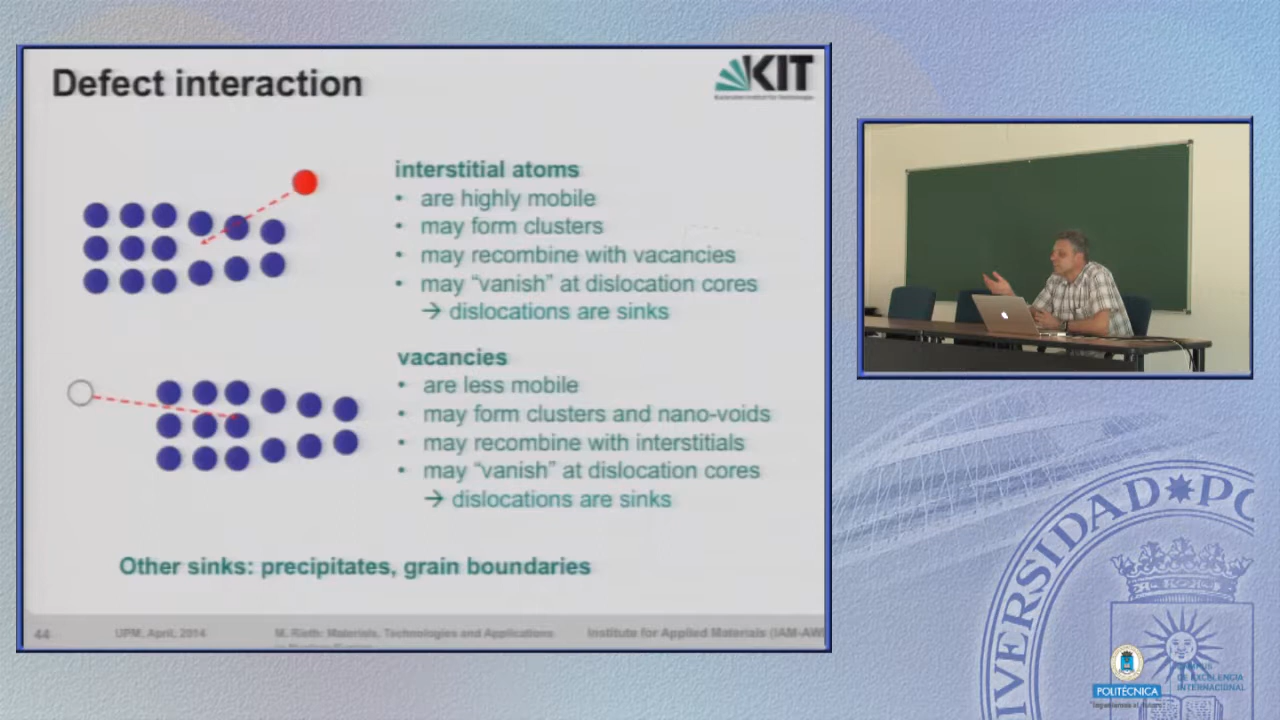 Defect interaction
KIT
interstitial atoms
• are highly mobile
• may form clusters
• may recombine with vacancies
• may “vanish” at dislocation cores
→ dislocations are sinks
vacancies
• are less mobile
• may form clusters and nano-voids
• may recombine with interstitials
• may “vanish” at dislocation cores
→ dislocations are sinks
Other sinks: precipitates, grain boundaries
44
UPM, April, 2014
M. Rieth: Materials, Technologies and Applications
Institute for Applied Materials (IAM-AW
IVERSIDAD PO
POLITÉCNICA
DE EXCELENCIA
INTERNACIONAL